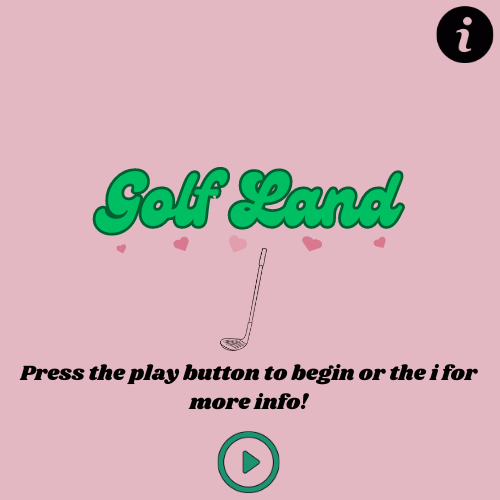 i
Golf Land
Press the play button to begin or the i for
more info!